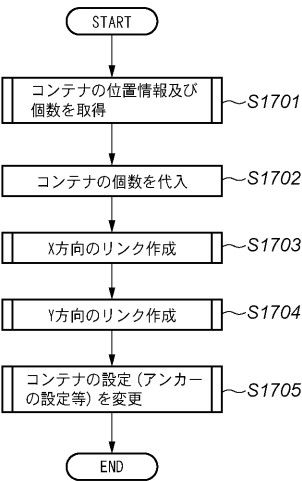 START
コンテナの位置情報及び
個数を取得
S1701
コンテナの個数を代入
S1702
X方向のリンク作成
S1703
Y方向のリンク作成
S1704
コンテナの設定(アンカー
の設定等)を変更
S1705
END